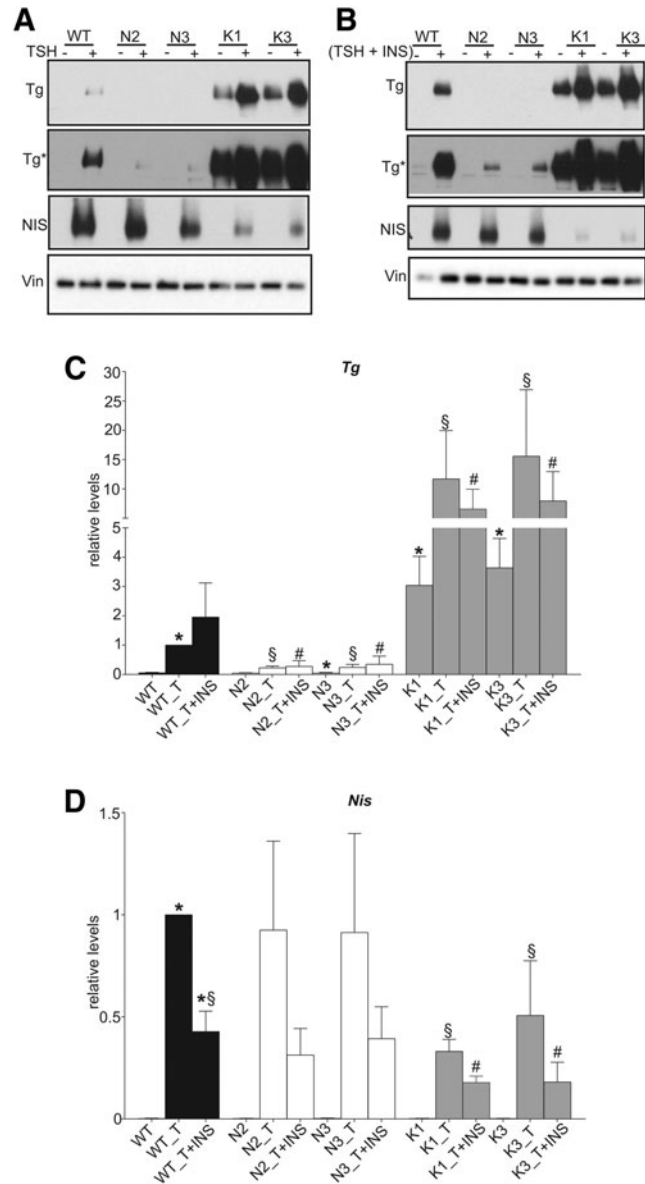 A
WT N2 N3 K1 K3
TSH - + - + - + - + - +
Tg
Tg*
NIS
Vin
B
WT N2 N3 K1 K3
(TSH + INS) - + - + - + - + - +
Tg
Tg*
NIS
Vin
C
Tg
relative levels
30
25
20
15
10
5
4
3
2
1
0
* § # * § # * § # * § #
WT WT_T WT_T+INS N2 N2_T N2_T+INS N3 N3_T N3_T+INS K1 K1_T K1_T+INS K3 K3_T K3_T+INS
D
Nis
relative levels
1.5
1
0.5
0
* *§ § # § #
WT WT_T WT_T+INS N2 N2_T N2_T+INS N3 N3_T N3_T+INS K1 K1_T K1_T+INS K3 K3_T K3_T+INS